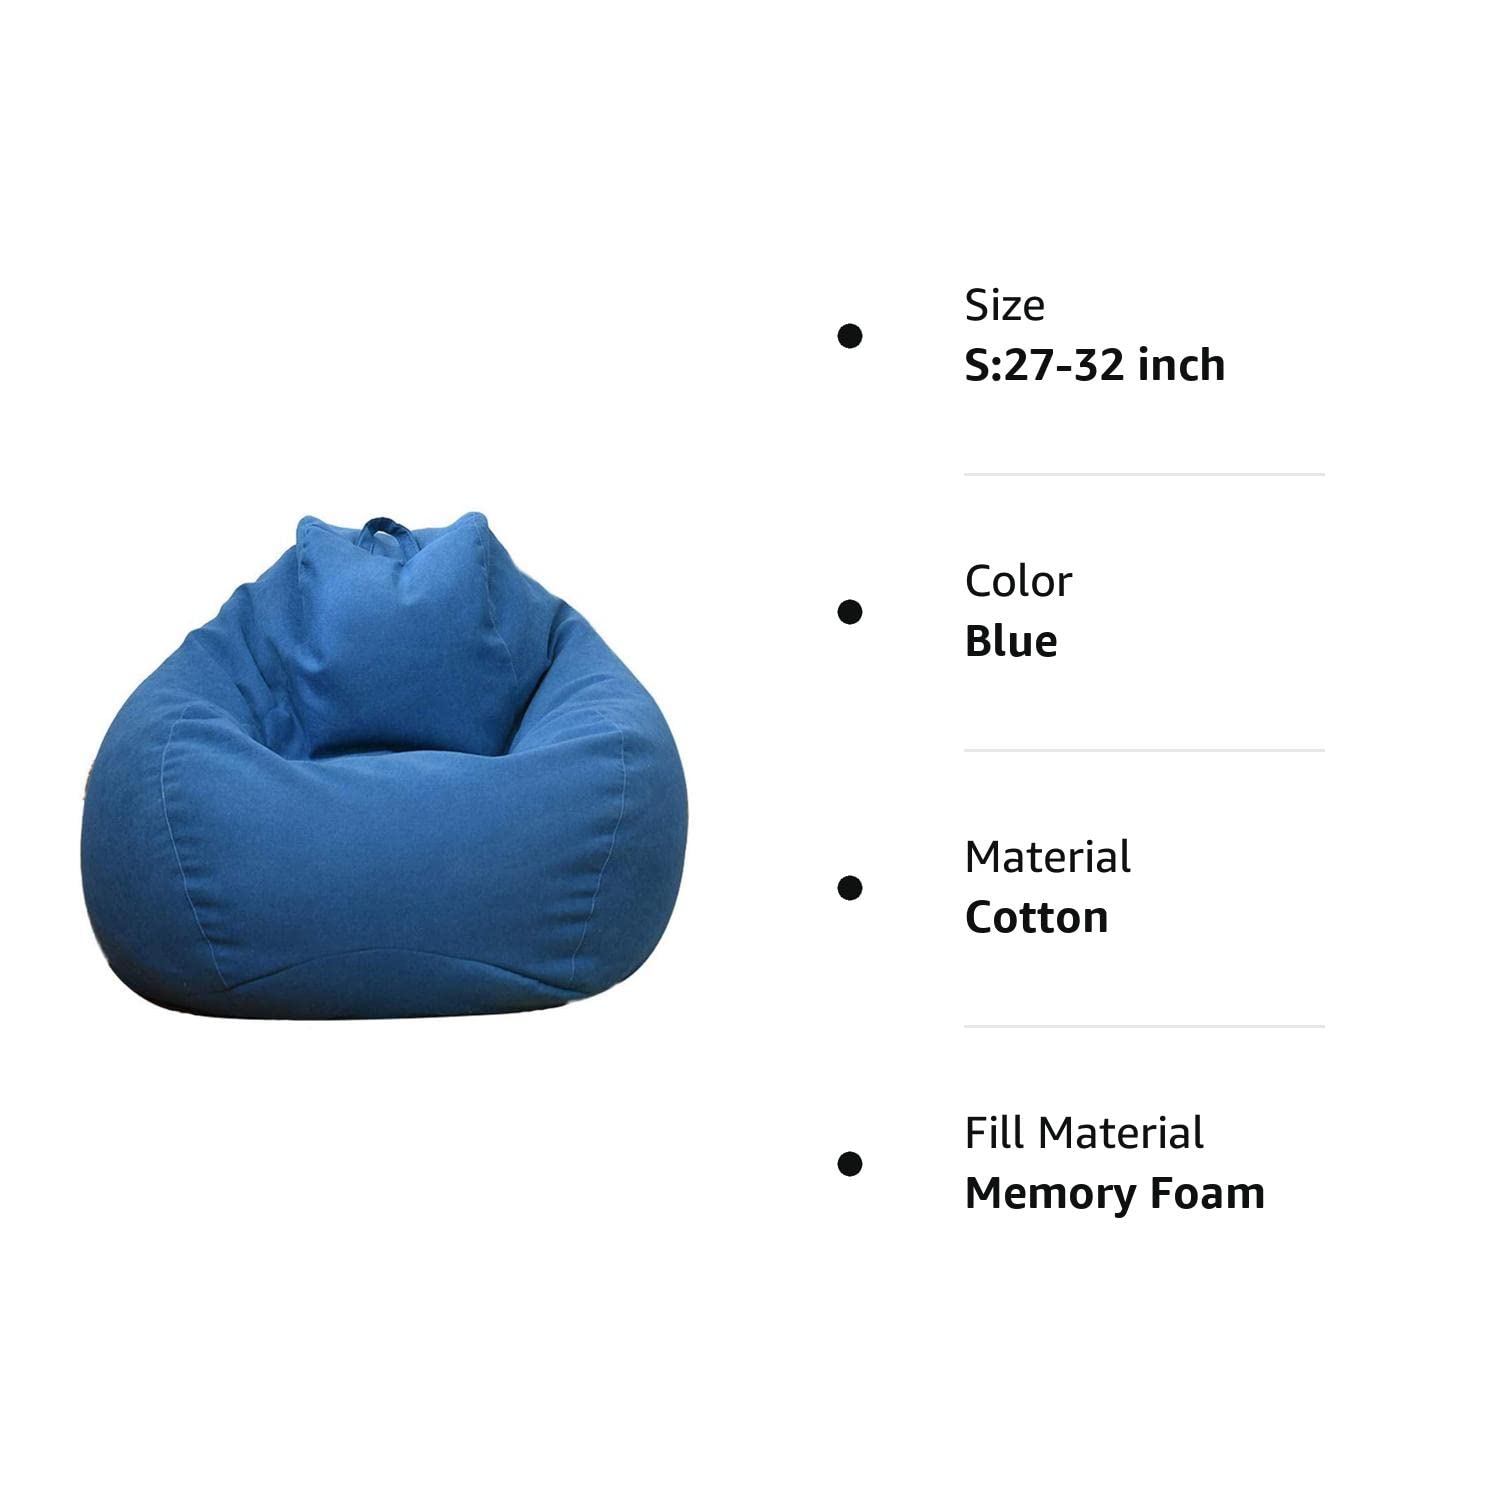 Size
S:27-32 inch
Color
Blue
Material
Cotton
Fill Material
Memory Foam